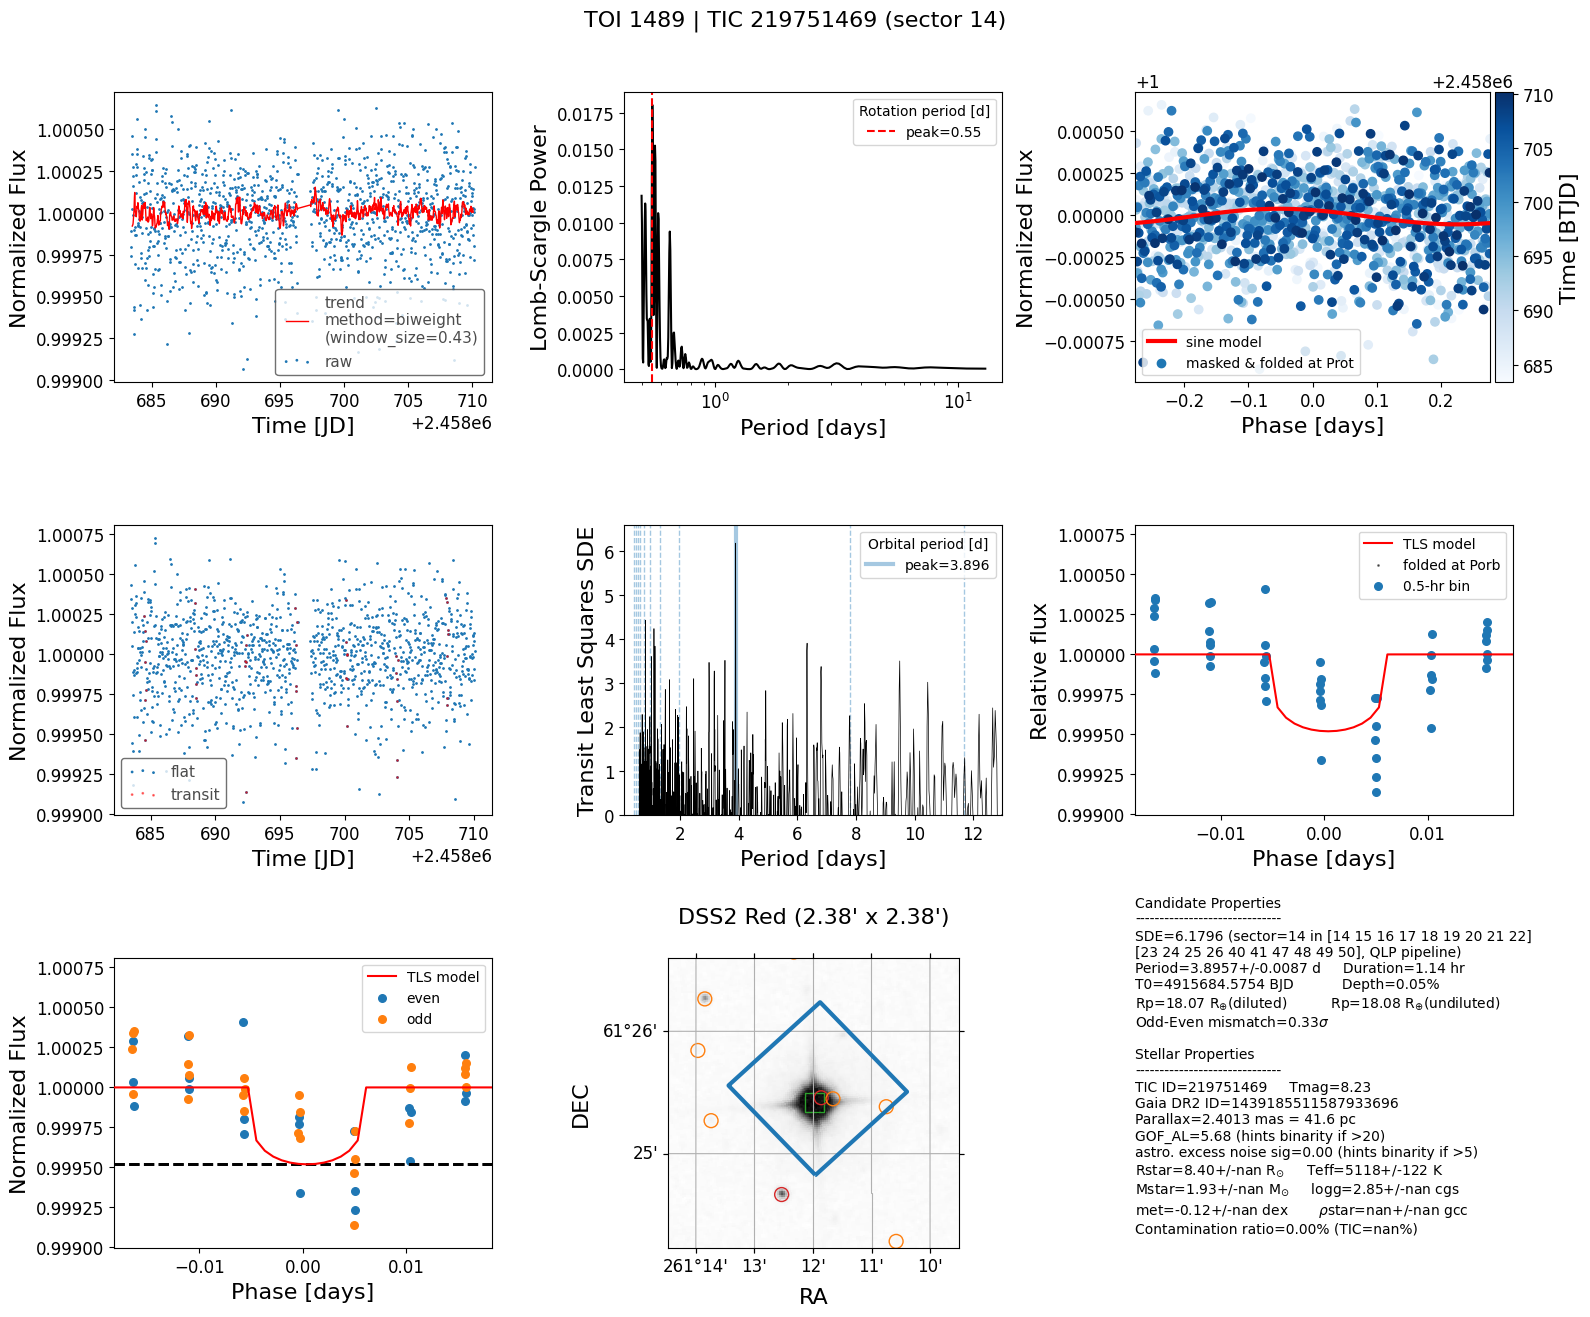 TOI 1489 | TIC 219751469 (sector 14)
Normalized Flux
1.00050
1.00025
1.00000
0.99975
0.99950
0.99925
0.99900
trend
method=biweight
(window_size=0.43)
raw
685 690 695 700 705 710
Time [JD]
+2.458e6
Lomb-Scargle Power
0.0175
0.0150
0.0125
0.0100
0.0075
0.0050
0.0025
0.0000
Rotation period [d]
peak=0.55
10^0 10^1
Period [days]
+1
+2.458e6
Normalized Flux
0.00050
0.00025
0.00000
−0.00025
−0.00050
−0.00075
sine model
masked & folded at Prot
−0.2 −0.1 0.0 0.1 0.2
Phase [days]
710
705
700
695
690
685
Time [BTJD]
Normalized Flux
1.00075
1.00050
1.00025
1.00000
0.99975
0.99950
0.99925
0.99900
flat
transit
685 690 695 700 705 710
Time [JD]
+2.458e6
Transit Least Squares SDE
6
5
4
3
2
1
0
Orbital period [d]
peak=3.896
2 4 6 8 10 12
Period [days]
Relative flux
1.00075
1.00050
1.00025
1.00000
0.99975
0.99950
0.99925
0.99900
TLS model
folded at Porb
0.5-hr bin
−0.01 0.00 0.01
Phase [days]
Normalized Flux
1.00075
1.00050
1.00025
1.00000
0.99975
0.99950
0.99925
0.99900
TLS model
even
odd
−0.01 0.00 0.01
Phase [days]
DSS2 Red (2.38' x 2.38')
DEC
61°26'
25'
261°14' 13' 12' 11' 10'
RA
Candidate Properties
------------------------------
SDE=6.1796 (sector=14 in [14 15 16 17 18 19 20 21 22]
[23 24 25 26 40 41 47 48 49 50], QLP pipeline)
Period=3.8957+/-0.0087 d Duration=1.14 hr
T0=4915684.5754 BJD Depth=0.05%
Rp=18.07 R⊕(diluted) Rp=18.08 R⊕(undiluted)
Odd-Even mismatch=0.33σ
Stellar Properties
------------------------------
TIC ID=219751469 Tmag=8.23
Gaia DR2 ID=1439185511587933696
Parallax=2.4013 mas = 41.6 pc
GOF_AL=5.68 (hints binarity if >20)
astro. excess noise sig=0.00 (hints binarity if >5)
Rstar=8.40+/-nan R⊙ Teff=5118+/-122 K
Mstar=1.93+/-nan M⊙ logg=2.85+/-nan cgs
met=-0.12+/-nan dex ρstar=nan+/-nan gcc
Contamination ratio=0.00% (TIC=nan%)